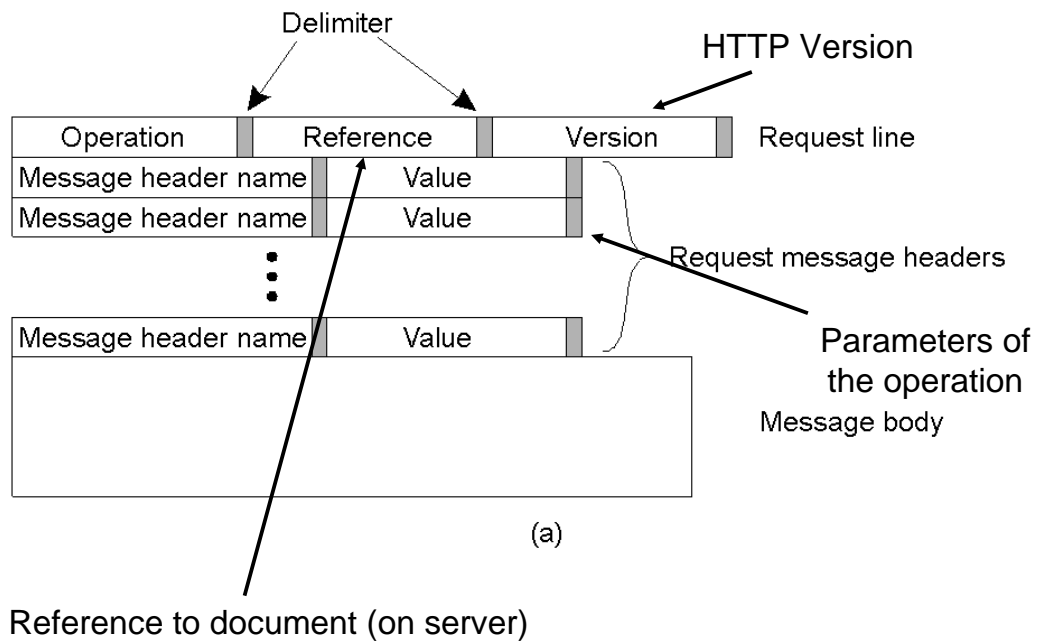 Delimiter
HTTP Version
Operation Reference Version Request line
Message header name Value
Message header name Value
Request message headers
Message header name Value
Parameters of
the operation
Message body
(a)
Reference to document (on server)